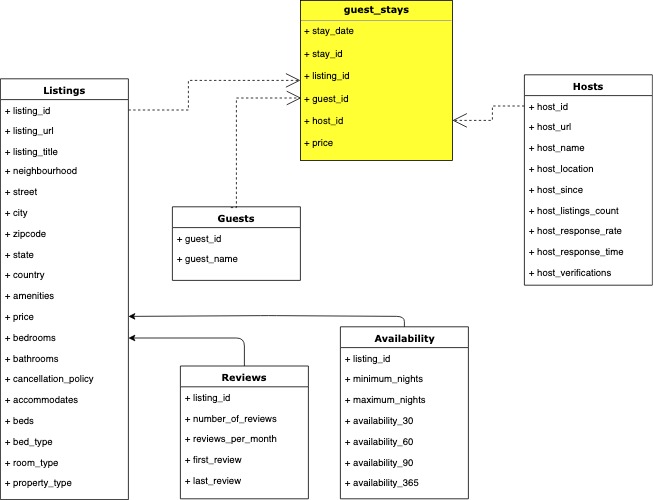 guest_stays
+ stay_date
+ stay_id
+ listing_id
+ guest_id
+ host_id
+ price
Listings
+ listing_id
+ listing_url
+ listing_title
+ neighbourhood
+ street
+ city
+ zipcode
+ state
+ country
+ amenities
+ price
+ bedrooms
+ bathrooms
+ cancellation_policy
+ accommodates
+ beds
+ bed_type
+ room_type
+ property_type
Hosts
+ host_id
+ host_url
+ host_name
+ host_location
+ host_since
+ host_listings_count
+ host_response_rate
+ host_response_time
+ host_verifications
Guests
+ guest_id
+ guest_name
Reviews
+ listing_id
+ number_of_reviews
+ reviews_per_month
+ first_review
+ last_review
Availability
+ listing_id
+ minimum_nights
+ maximum_nights
+ availability_30
+ availability_60
+ availability_90
+ availability_365